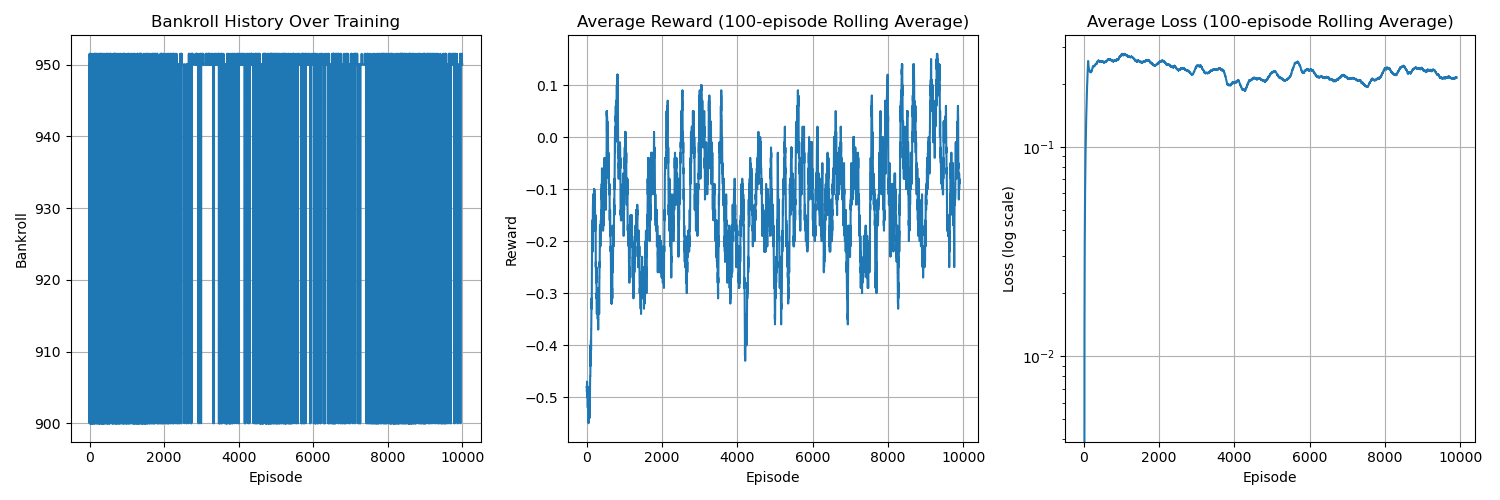 Bankroll History Over Training
Bankroll
950
940
930
920
910
900
0 2000 4000 6000 8000 10000
Episode
Average Reward (100-episode Rolling Average)
Reward
0.1
0.0
−0.1
−0.2
−0.3
−0.4
−0.5
0 2000 4000 6000 8000 10000
Episode
Average Loss (100-episode Rolling Average)
Loss (log scale)
10⁻¹
10⁻²
0 2000 4000 6000 8000 10000
Episode